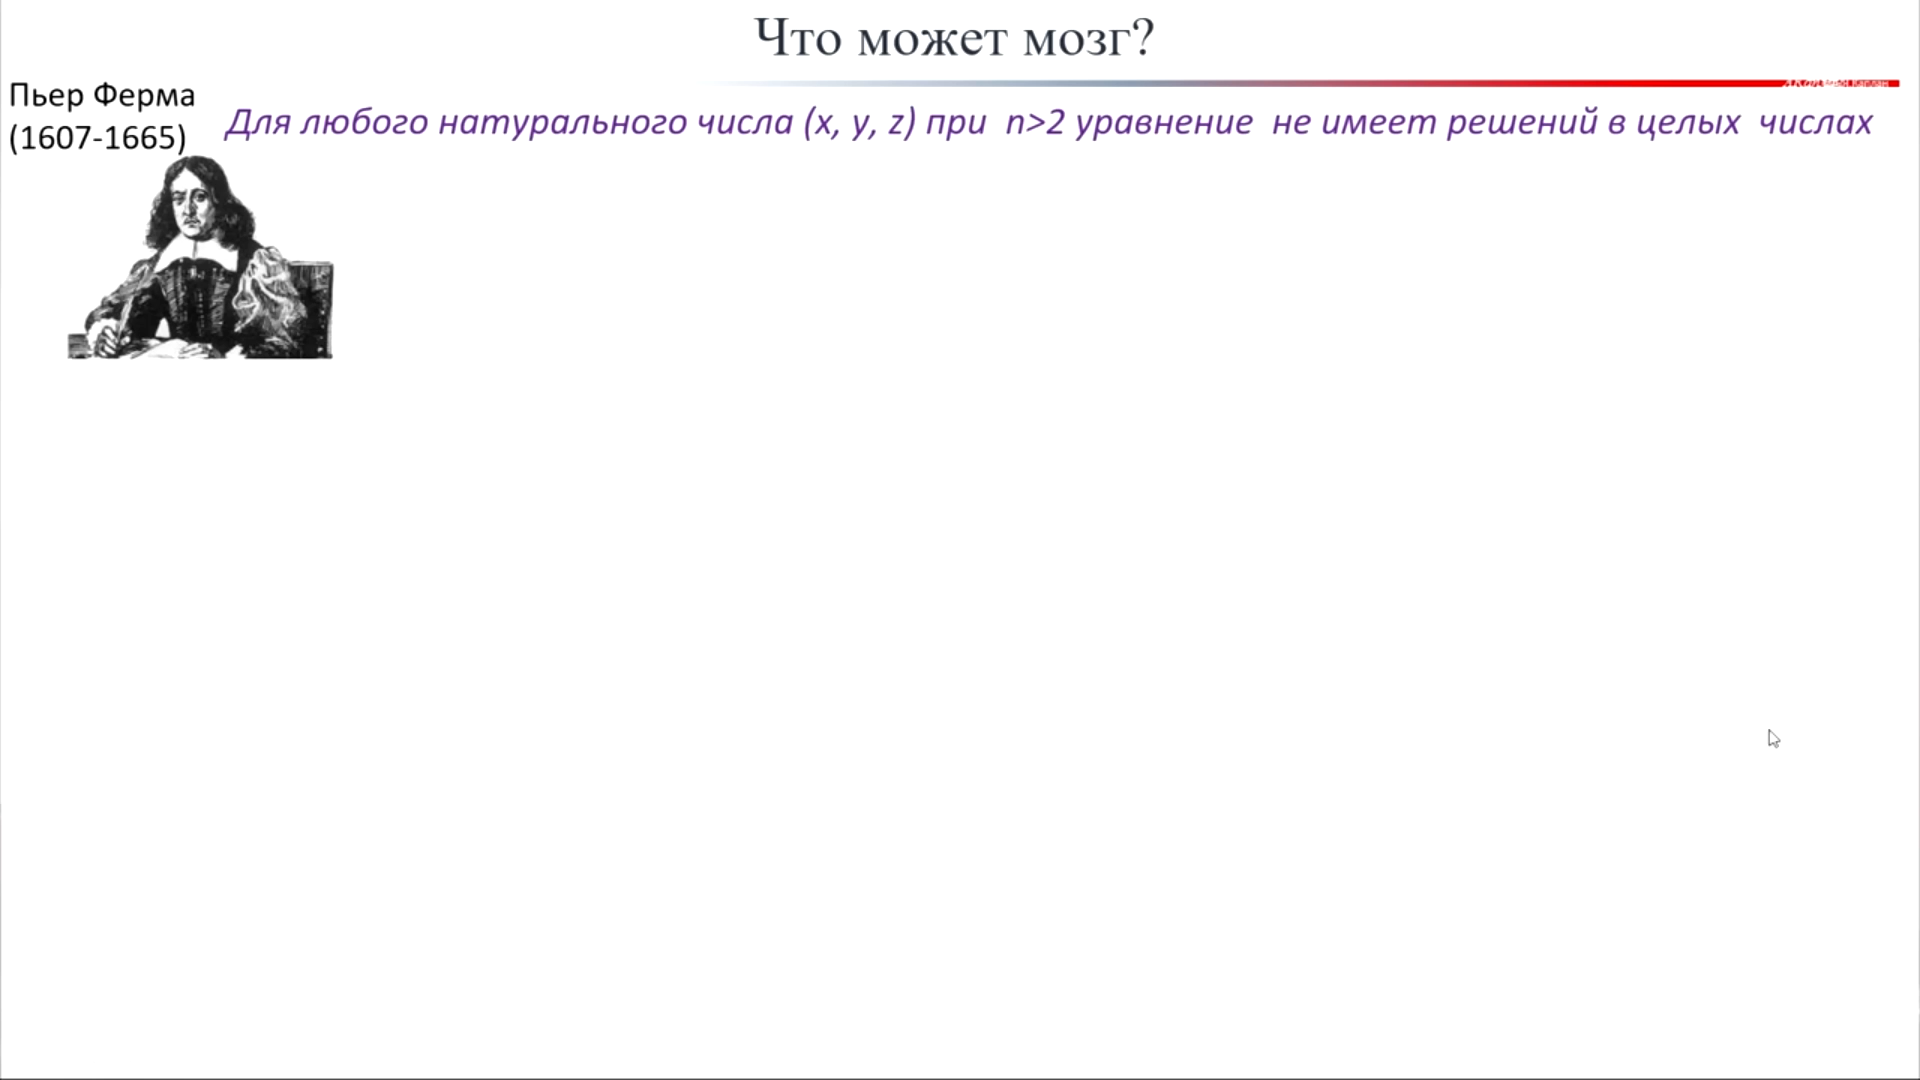 Что может мозг?
Пьер Ферма
(1607-1665)
Для любого натурального числа (x, y, z) при n>2 уравнение не имеет решений в целых числах